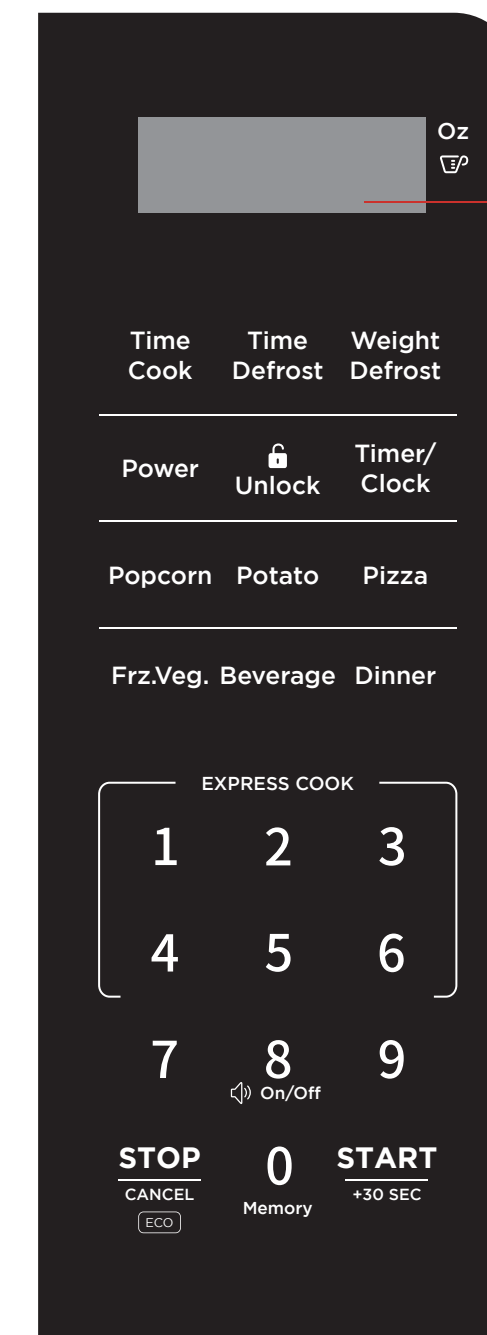 Oz
Time Cook Time Defrost Weight Defrost
Power Unlock Timer/ Clock
Popcorn Potato Pizza
Frz.Veg. Beverage Dinner
EXPRESS COOK
1 2 3
4 5 6
7 8 9
On/Off
STOP 0 START
CANCEL Memory +30 SEC
ECO